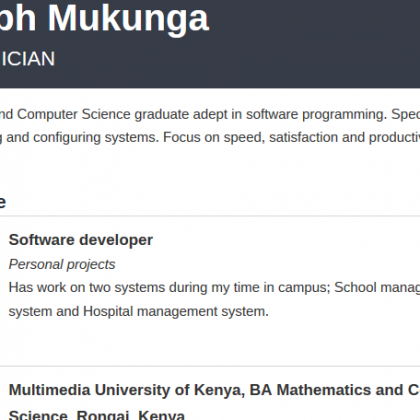 ph Mukunga
ICIAN
nd Computer Science graduate adept in software programming. Spec
g and configuring systems. Focus on speed, satisfaction and productiv
e
Software developer
Personal projects
Has work on two systems during my time in campus; School manag
system and Hospital management system.
Multimedia University of Kenya, BA Mathematics and C
Science, Rongai, Kenya